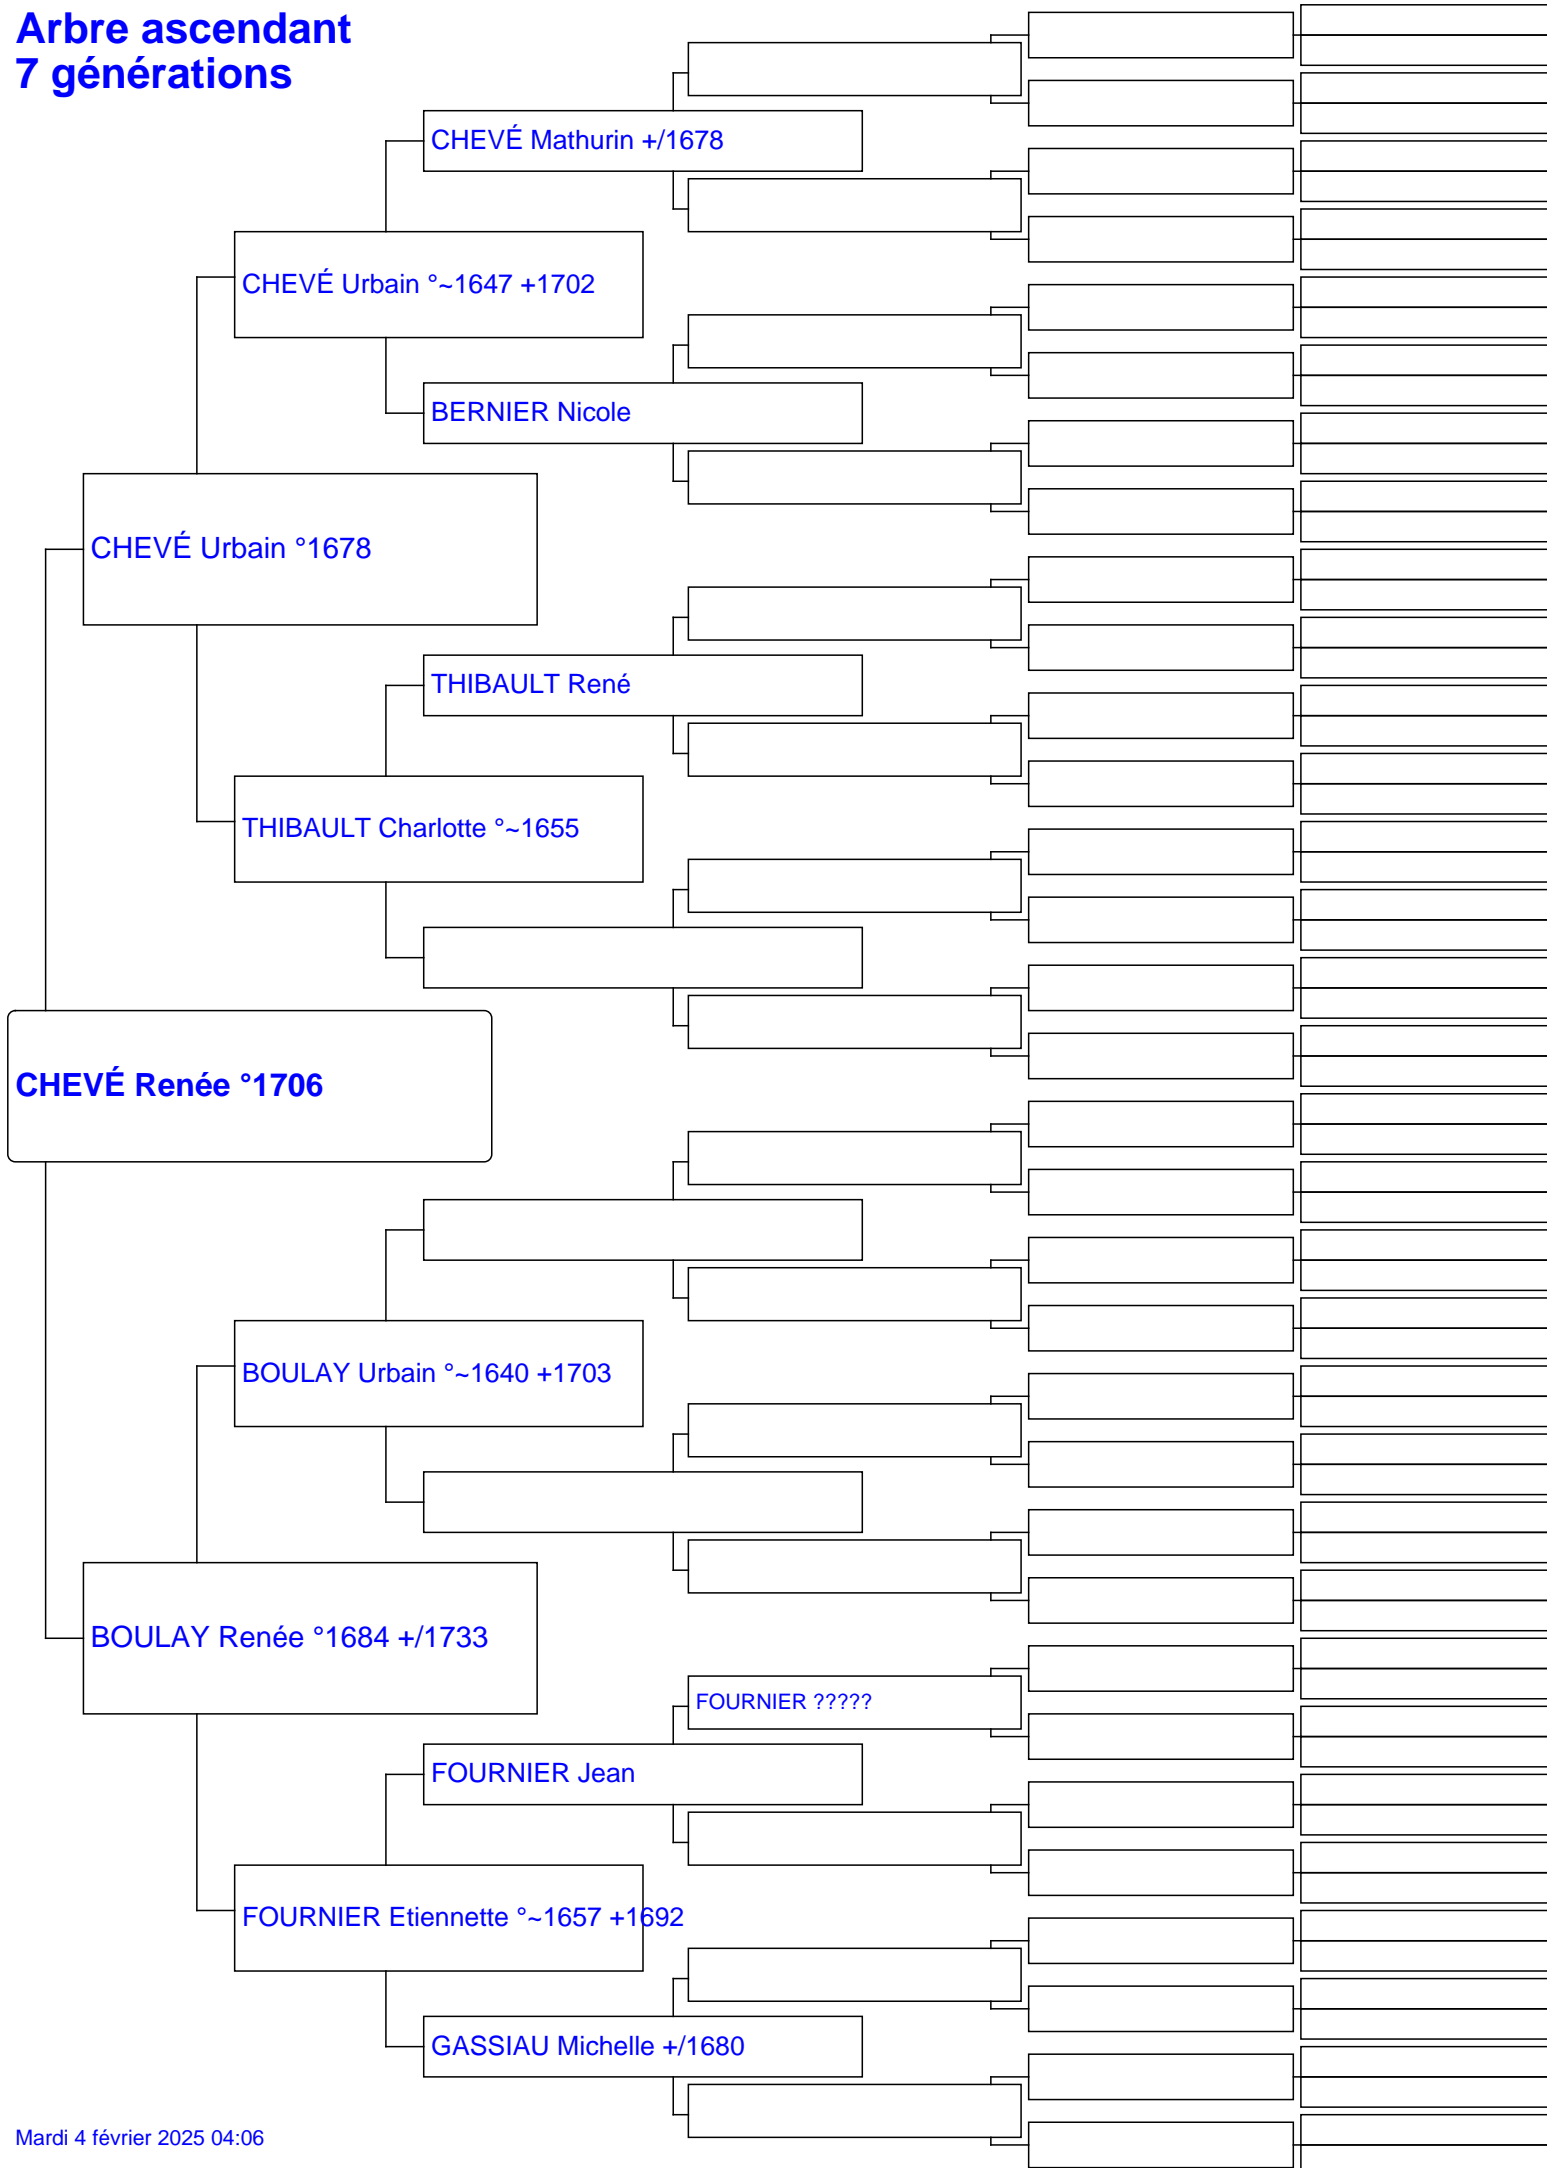 Arbre ascendant
7 générations
CHEVÉ Mathurin +/1678
CHEVÉ Urbain °~1647 +1702
BERNIER Nicole
CHEVÉ Urbain °1678
THIBAULT René
THIBAULT Charlotte °~1655
CHEVÉ Renée °1706
BOULAY Urbain °~1640 +1703
BOULAY Renée °1684 +/1733
FOURNIER ?????
FOURNIER Jean
FOURNIER Etiennette °~1657 +1692
GASSIAU Michelle +/1680
Mardi 4 février 2025 04:06